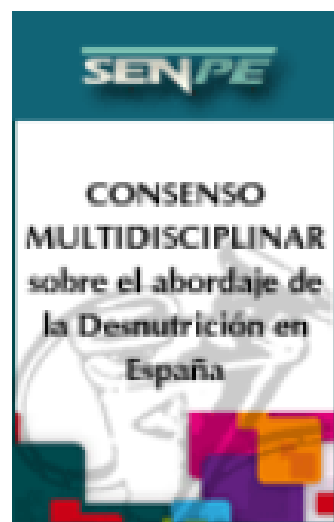 SENPE
CONSENSO
MULTIDISCIPLINAR
sobre el abordaje de
la Desnutrición en
España